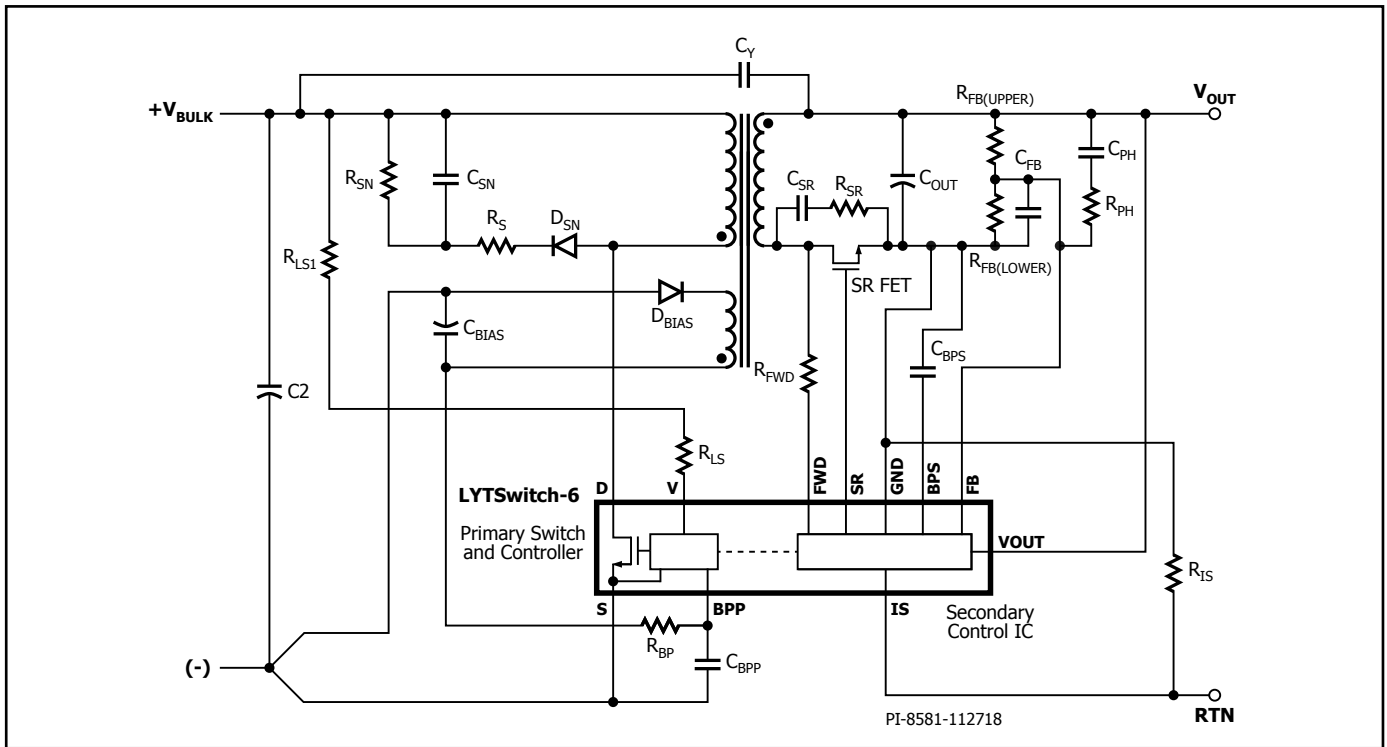 C_Y
+V_BULK
R_FB(UPPER)
V_OUT
R_SN
C_SN
C_SR
R_SR
C_OUT
C_FB
C_PH
R_S
D_SN
R_PH
R_LS1
SR FET
R_FB(LOWER)
C_BIAS
D_BIAS
R_FWD
C_BPS
C2
R_LS
D
V
FWD
SR
GND
BPS
FB
LYTSwitch-6
Primary Switch
and Controller
VOUT
R_IS
S
BPP
IS
Secondary
Control IC
R_BP
(-)
C_BPP
PI-8581-112718
RTN